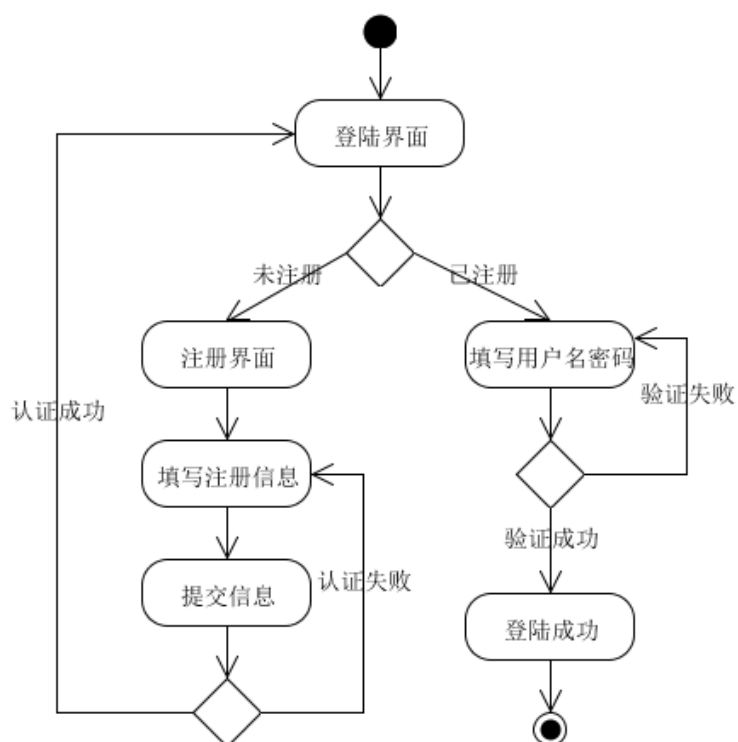 登陆界面
未注册
已注册
注册界面
填写用户名密码
验证失败
认证成功
填写注册信息
验证成功
认证失败
提交信息
登陆成功